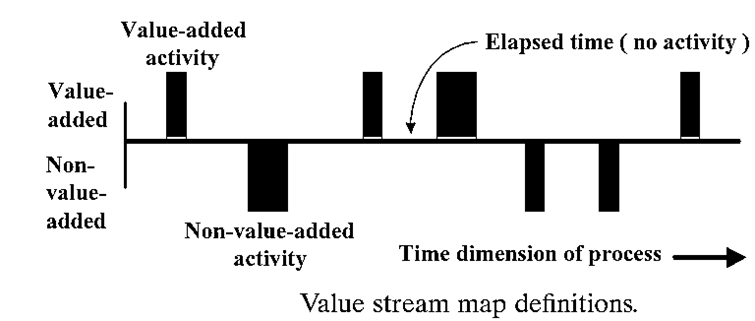 Value-added
activity
Elapsed time ( no activity )
Value-
added
Non-
value-
added
Non-value-added
activity
Time dimension of process
Value stream map definitions.